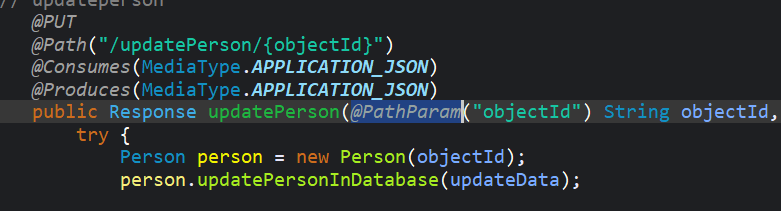 // updateperson
@PUT
@Path("/updatePerson/{objectId}")
@Consumes(MediaType.APPLICATION_JSON)
@Produces(MediaType.APPLICATION_JSON)
public Response updatePerson(@PathParam("objectId") String objectId,
try {
Person person = new Person(objectId);
person.updatePersonInDatabase(updateData);